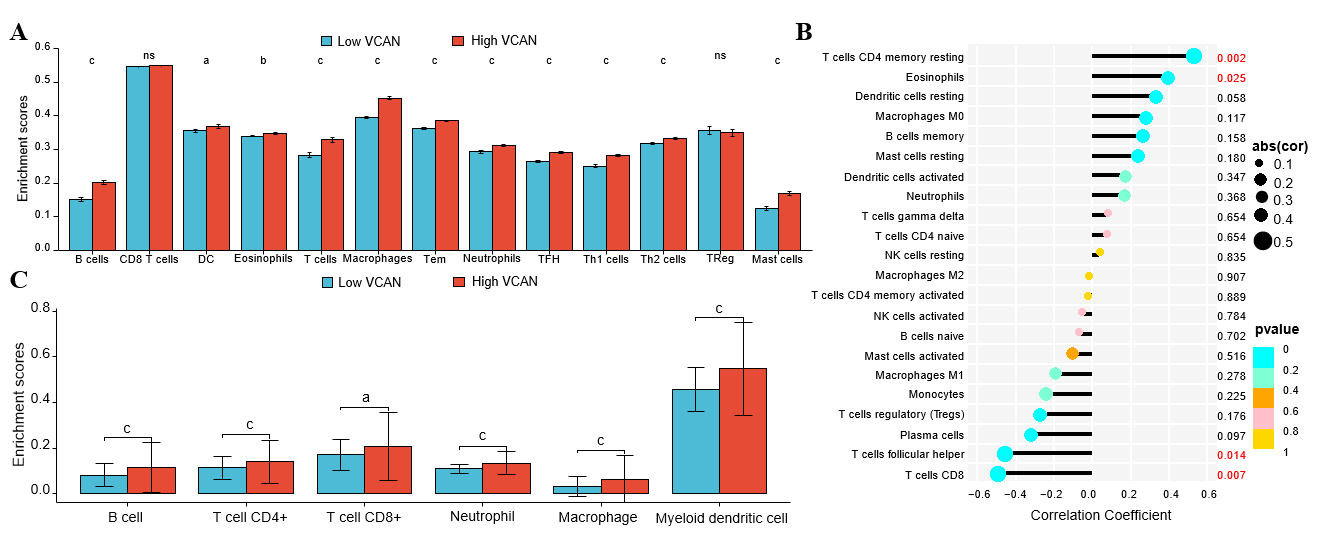 A
Low VCAN High VCAN
Enrichment scores
0.6
0.5
0.4
0.3
0.2
0.1
0.0
c ns a b c c c c c c c ns c
B cells CD8 T cells DC Eosinophils T cells Macrophages Tem Neutrophils TFH Th1 cells Th2 cells TReg Mast cells
B
T cells CD4 memory resting 0.002
Eosinophils 0.025
Dendritic cells resting 0.058
Macrophages M0 0.117
B cells memory 0.158
Mast cells resting 0.180
Dendritic cells activated 0.347
Neutrophils 0.368
T cells gamma delta 0.654
T cells CD4 naive 0.654
NK cells resting 0.835
Macrophages M2 0.907
T cells CD4 memory activated 0.889
NK cells activated 0.784
B cells naive 0.702
Mast cells activated 0.516
Macrophages M1 0.278
Monocytes 0.225
T cells regulatory (Tregs) 0.176
Plasma cells 0.097
T cells follicular helper 0.014
T cells CD8 0.007
−0.6 −0.4 −0.2 0.0 0.2 0.4 0.6
Correlation Coefficient
abs(cor)
0.1
0.2
0.3
0.4
0.5
pvalue
0
0.2
0.4
0.6
0.8
1
C
Low VCAN High VCAN
Enrichment scores
0.8
0.6
0.4
0.2
0.0
c c a c c c
B cell T cell CD4+ T cell CD8+ Neutrophil Macrophage Myeloid dendritic cell